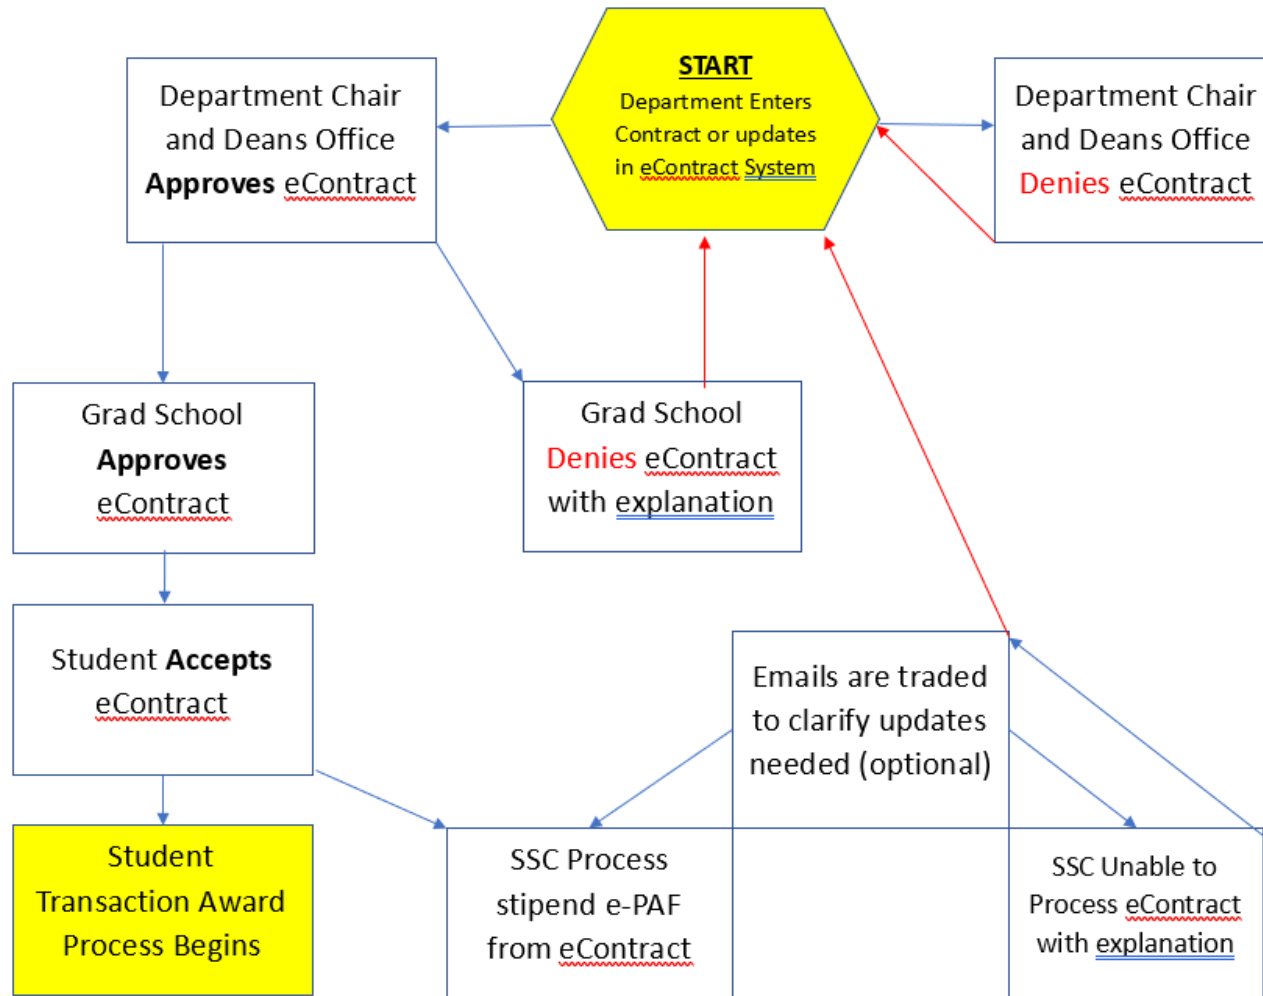 START
Department Enters
Contract or updates
in eContract System
Department Chair
and Deans Office
Approves eContract
Department Chair
and Deans Office
Denies eContract
Grad School
Approves
eContract
Grad School
Denies eContract
with explanation
Student Accepts
eContract
Emails are traded
to clarify updates
needed (optional)
Student
Transaction Award
Process Begins
SSC Process
stipend e-PAF
from eContract
SSC Unable to
Process eContract
with explanation